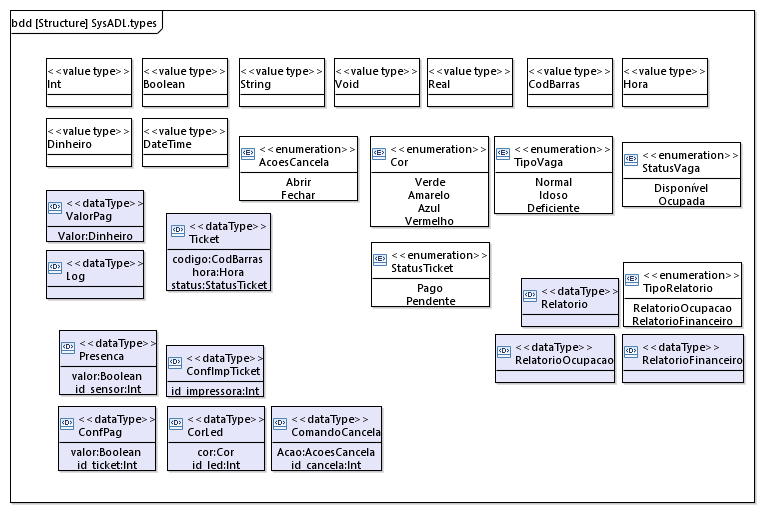 bdd [Structure] SysADL.types
<<value type>>
Int
<<value type>>
Boolean
<<value type>>
String
<<value type>>
Void
<<value type>>
Real
<<value type>>
CodBarras
<<value type>>
Hora
<<value type>>
Dinheiro
<<value type>>
DateTime
<<enumeration>>
AcoesCancela
Abrir
Fechar
<<enumeration>>
Cor
Verde
Amarelo
Azul
Vermelho
<<enumeration>>
TipoVaga
Normal
Idoso
Deficiente
<<enumeration>>
StatusVaga
Disponível
Ocupada
<<dataType>>
ValorPag
Valor:Dinheiro
<<dataType>>
Ticket
codigo:CodBarras
hora:Hora
status:StatusTicket
<<dataType>>
Log
<<enumeration>>
StatusTicket
Pago
Pendente
<<dataType>>
Relatorio
<<enumeration>>
TipoRelatorio
RelatorioOcupacao
RelatorioFinanceiro
<<dataType>>
Presenca
valor:Boolean
id_sensor:Int
<<dataType>>
ConfImpTicket
id_impressora:Int
<<dataType>>
RelatorioOcupacao
<<dataType>>
RelatorioFinanceiro
<<dataType>>
ConfPag
valor:Boolean
id_ticket:Int
<<dataType>>
CorLed
cor:Cor
id_led:Int
<<dataType>>
ComandoCancela
Acao:AcoesCancela
id_cancela:Int